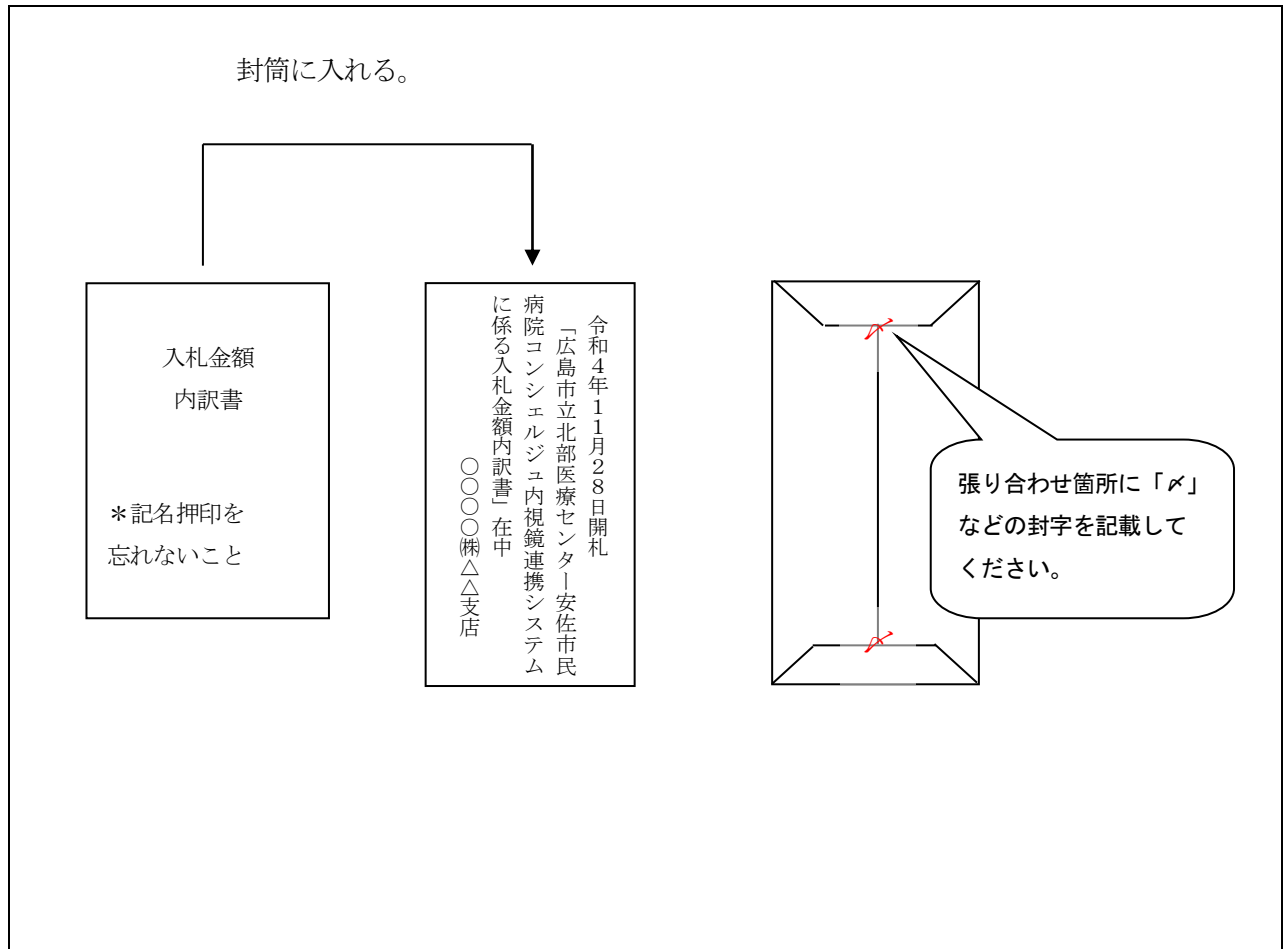 封筒に入れる。
入札金額
内訳書
＊記名押印を
忘れないこと
令和４年１１月２８日開札
「広島市立北部医療センター安佐市民
病院コンシェルジュ内視鏡連携システム
に係る入札金額内訳書」在中
○○○○㈱△△支店
〆
張り合わせ箇所に「〆」
などの封字を記載して
ください。
〆